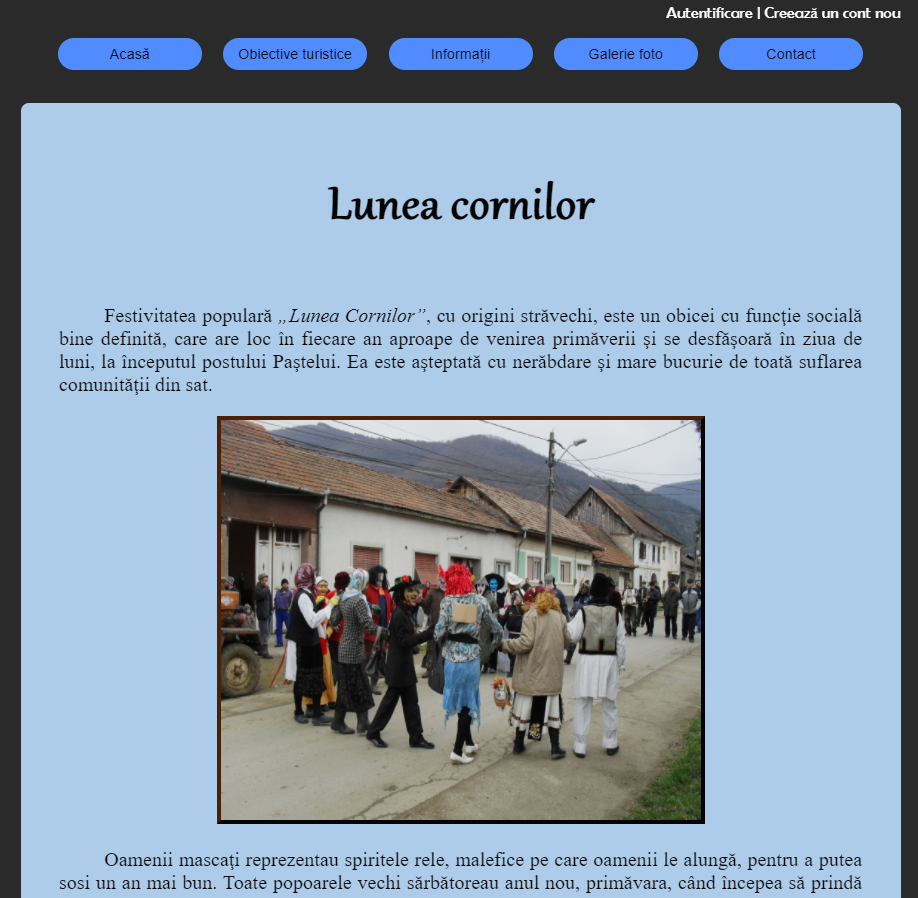 Autentificare | Creează un cont nou
Acasă Obiective turistice Informații Galerie foto Contact
Lunea cornilor
Festivitatea populară „Lunea Cornilor”, cu origini străvechi, este un obicei cu funcție socială
bine definită, care are loc în fiecare an aproape de venirea primăverii și se desfășoară în ziua de
luni, la începutul postului Paștelui. Ea este așteptată cu nerăbdare și mare bucurie de toată suflarea
comunității din sat.
Oamenii mascați reprezentau spiritele rele, malefice pe care oamenii le alungă, pentru a putea
sosi un an mai bun. Toate popoarele vechi sărbătoreau anul nou, primăvara, când începea să prindă